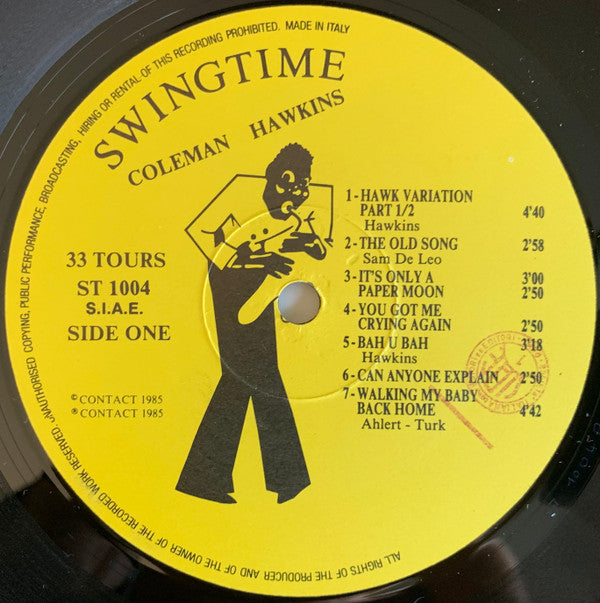 ALL RIGHTS OF THE PRODUCER AND OF THE OWNER OF THE RECORDED WORK RESERVED. UNAUTHORISED COPYING, PUBLIC PERFORMANCE, BROADCASTING, HIRING OR RENTAL OF THIS RECORDING PROHIBITED. MADE IN ITALY
SWINGTIME
COLEMAN HAWKINS
33 TOURS
ST 1004
S.I.A.E.
SIDE ONE
© CONTACT 1985
℗ CONTACT 1985
1 - HAWK VARIATION
PART 1/2 4'40
Hawkins
2 - THE OLD SONG 2'58
Sam De Leo
3 - IT'S ONLY A 3'00
PAPER MOON 2'50
4 - YOU GOT ME
CRYING AGAIN 2'50
5 - BAH U BAH 3'18
Hawkins
6 - CAN ANYONE EXPLAIN 2'50
7 - WALKING MY BABY
BACK HOME 4'42
Ahlert - Turk